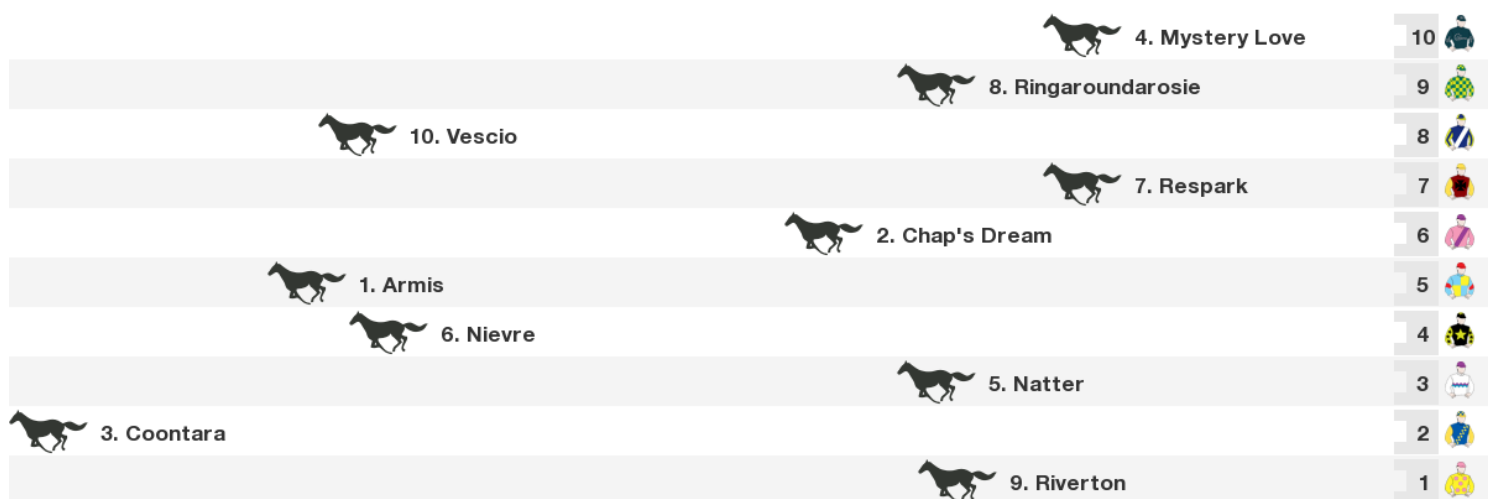 4. Mystery Love 10
8. Ringaroundarosie 9
10. Vescio 8
7. Respark 7
2. Chap's Dream 6
1. Armis 5
6. Nievre 4
5. Natter 3
3. Coontara 2
9. Riverton 1